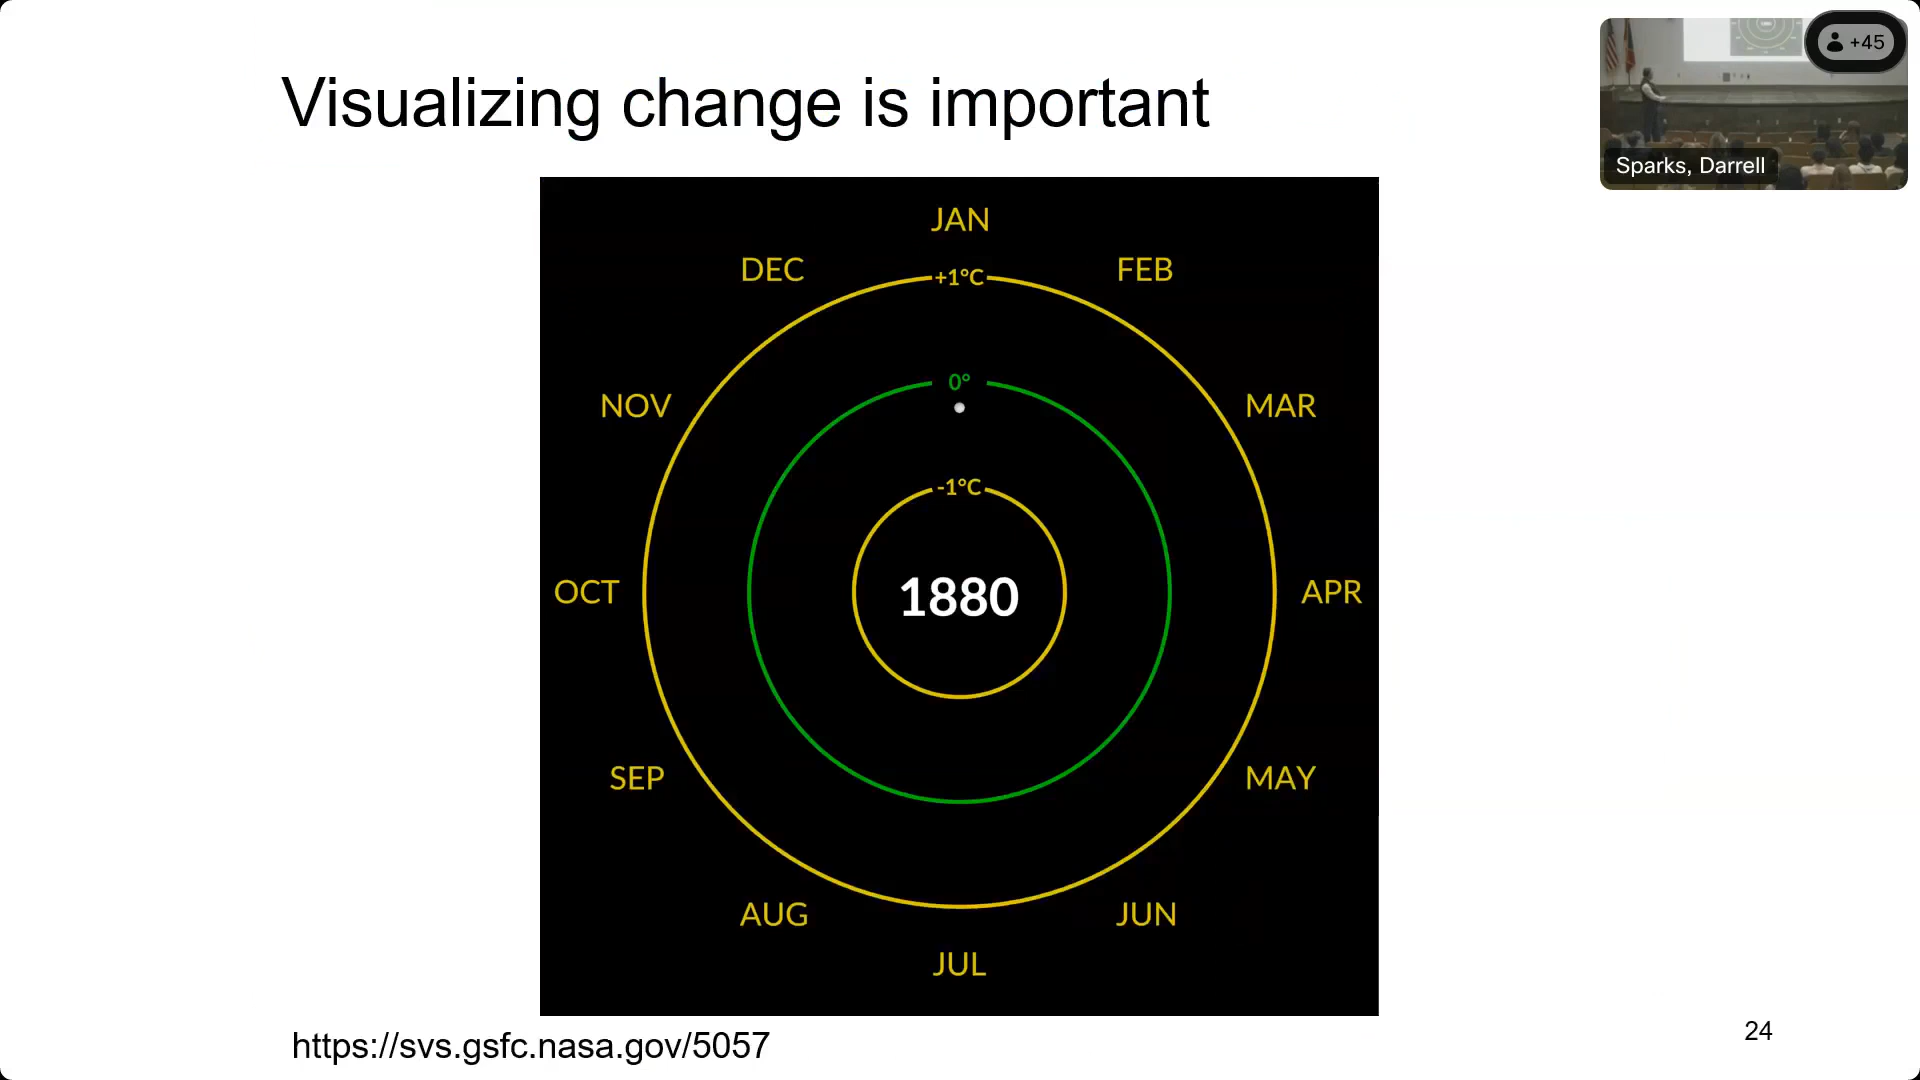 Visualizing change is important
+45
Sparks, Darrell
JAN
DEC
FEB
+1°C
NOV
0°
MAR
-1°C
OCT
1880
APR
SEP
MAY
AUG
JUN
JUL
https://svs.gsfc.nasa.gov/5057
24